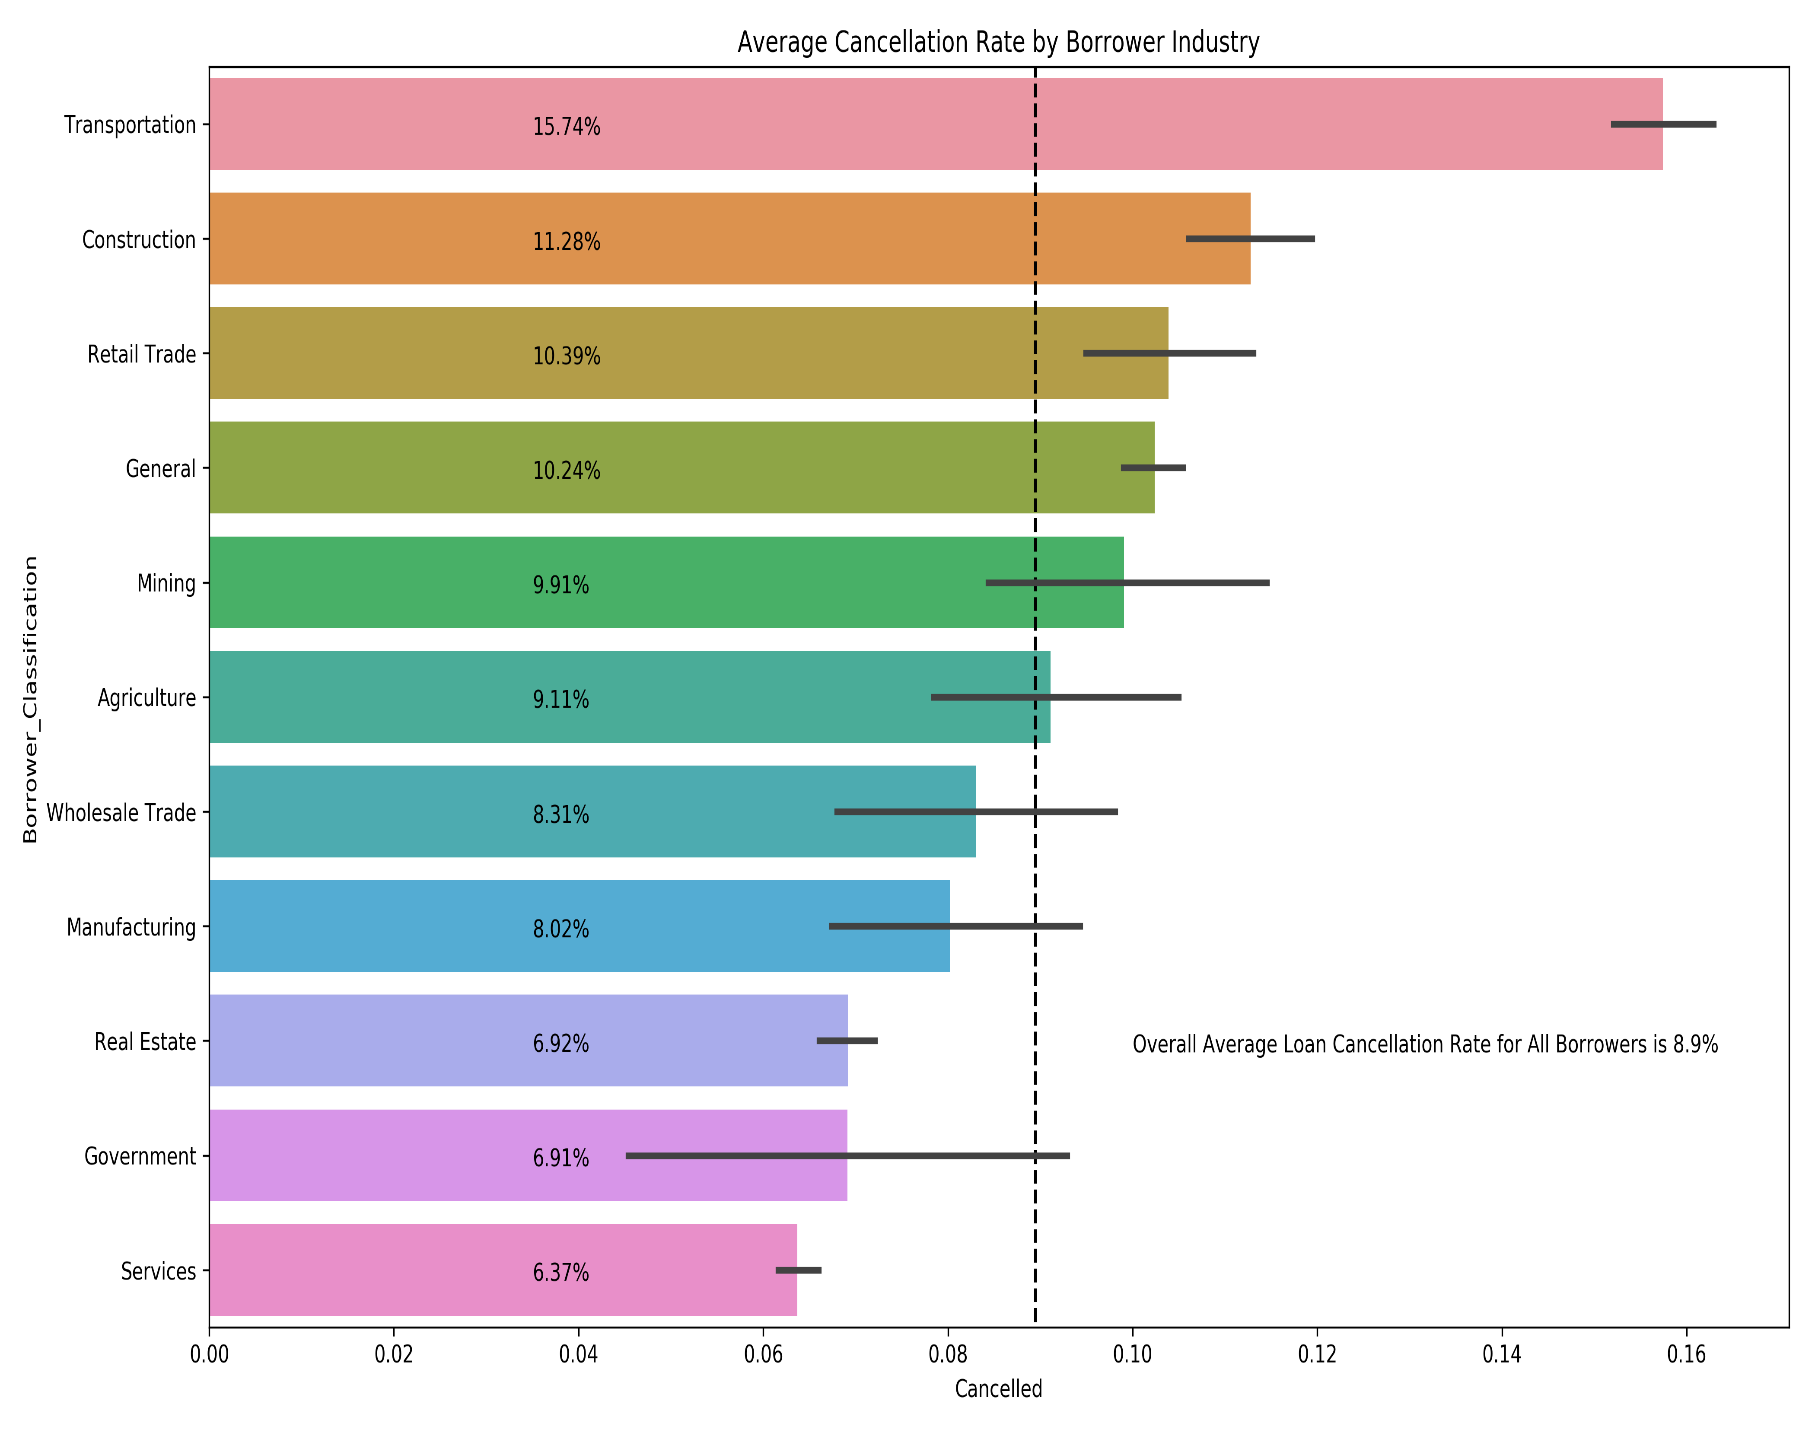 Average Cancellation Rate by Borrower Industry
Borrower_Classification
Transportation 15.74%
Construction 11.28%
Retail Trade 10.39%
General 10.24%
Mining 9.91%
Agriculture 9.11%
Wholesale Trade 8.31%
Manufacturing 8.02%
Real Estate 6.92% Overall Average Loan Cancellation Rate for All Borrowers is 8.9%
Government 6.91%
Services 6.37%
0.00 0.02 0.04 0.06 0.08 0.10 0.12 0.14 0.16
Cancelled